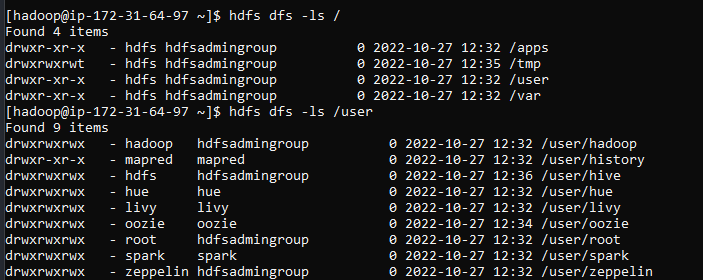 [hadoop@ip-172-31-64-97 ~]$ hdfs dfs -ls /
Found 4 items
drwxr-xr-x   - hdfs hdfsadmingroup          0 2022-10-27 12:32 /apps
drwxrwxrwt   - hdfs hdfsadmingroup          0 2022-10-27 12:35 /tmp
drwxr-xr-x   - hdfs hdfsadmingroup          0 2022-10-27 12:32 /user
drwxr-xr-x   - hdfs hdfsadmingroup          0 2022-10-27 12:32 /var
[hadoop@ip-172-31-64-97 ~]$ hdfs dfs -ls /user
Found 9 items
drwxrwxrwx   - hadoop   hdfsadmingroup          0 2022-10-27 12:32 /user/hadoop
drwxr-xr-x   - mapred   mapred                  0 2022-10-27 12:32 /user/history
drwxrwxrwx   - hdfs     hdfsadmingroup          0 2022-10-27 12:36 /user/hive
drwxrwxrwx   - hue      hue                     0 2022-10-27 12:32 /user/hue
drwxrwxrwx   - livy     livy                    0 2022-10-27 12:32 /user/livy
drwxrwxrwx   - oozie    oozie                   0 2022-10-27 12:34 /user/oozie
drwxrwxrwx   - root     hdfsadmingroup          0 2022-10-27 12:32 /user/root
drwxrwxrwx   - spark    spark                   0 2022-10-27 12:32 /user/spark
drwxrwxrwx   - zeppelin hdfsadmingroup          0 2022-10-27 12:32 /user/zeppelin